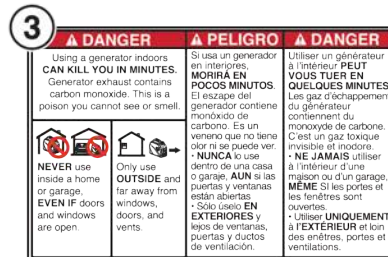 3
DANGER
Using a generator indoors
CAN KILL YOU IN MINUTES.
Generator exhaust contains
carbon monoxide. This is a
poison you cannot see or smell.
NEVER use
inside a home
or garage,
EVEN IF doors
and windows
are open.
Only use
OUTSIDE and
far away from
windows,
doors, and
vents.
PELIGRO
Si usa un generador
en interiores,
MORIRÁ EN
POCOS MINUTOS.
El escape del
generador contiene
monóxido de
carbono. Es un
veneno que no tiene
olor ni se puede ver.
• NUNCA lo use
dentro de una casa
o garaje, AUN si las
puertas y ventanas
están abiertas
• Sólo úselo EN
EXTERIORES y
lejos de ventanas,
puertas y ductos
de ventilación.
DANGER
Utiliser un générateur
à l'intérieur PEUT
VOUS TUER EN
QUELQUES MINUTES
Les gaz d'échappement
du générateur
contiennent du
monoxyde de carbone.
C'est un gaz toxique
invisible et inodore.
• NE JAMAIS utiliser
à l'intérieur d'une
maison ou d'un garage,
MÊME SI les portes et
les fenêtres sont
ouvertes.
• Utiliser UNIQUEMENT
à l'EXTÉRIEUR et loin
des enêtres, portes et
ventilations.